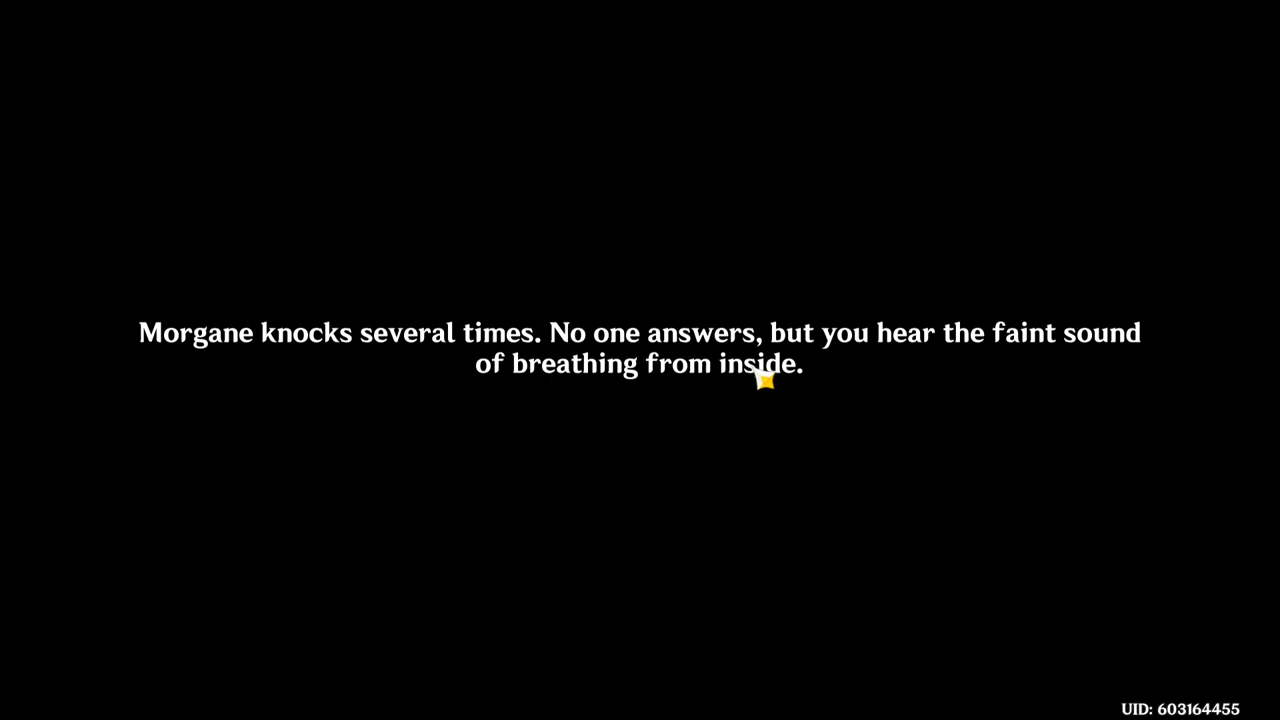 Morgane knocks several times. No one answers, but you hear the faint sound
of breathing from inside.
UID: 603164455